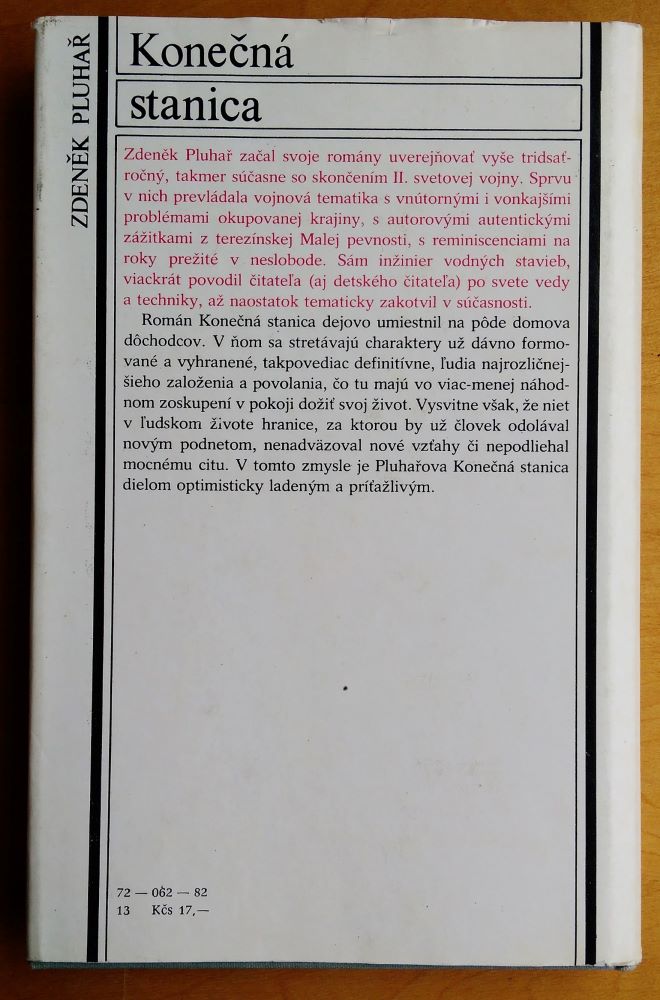 ZDENĚK PLUHAŘ
Konečná
stanica
Zdeněk Pluhař začal svoje romány uverejňovať vyše tridsať-
ročný, takmer súčasne so skončením II. svetovej vojny. Sprvu
v nich prevládala vojnová tematika s vnútornými i vonkajšími
problémami okupovanej krajiny, s autorovými autentickými
zážitkami z terezínskej Malej pevnosti, s reminiscenciami na
roky prežité v neslobode. Sám inžinier vodných stavieb,
viackrát povodil čitateľa (aj detského čitateľa) po svete vedy
a techniky, až naostatok tematicky zakotvil v súčasnosti.
Román Konečná stanica dejovo umiestnil na pôde domova
dôchodcov. V ňom sa stretávajú charaktery už dávno formo-
vané a vyhranené, takpovediac definitívne, ľudia najrozličnej-
šieho založenia a povolania, čo tu majú vo viac-menej náhod-
nom zoskupení v pokoji dožiť svoj život. Vysvitne však, že niet
v ľudskom živote hranice, za ktorou by už človek odolával
novým podnetom, nenadväzoval nové vzťahy či nepodliehal
mocnému citu. V tomto zmysle je Pluhařova Konečná stanica
dielom optimisticky ladeným a príťažlivým.
72 — 062 — 82
13 Kčs 17,—